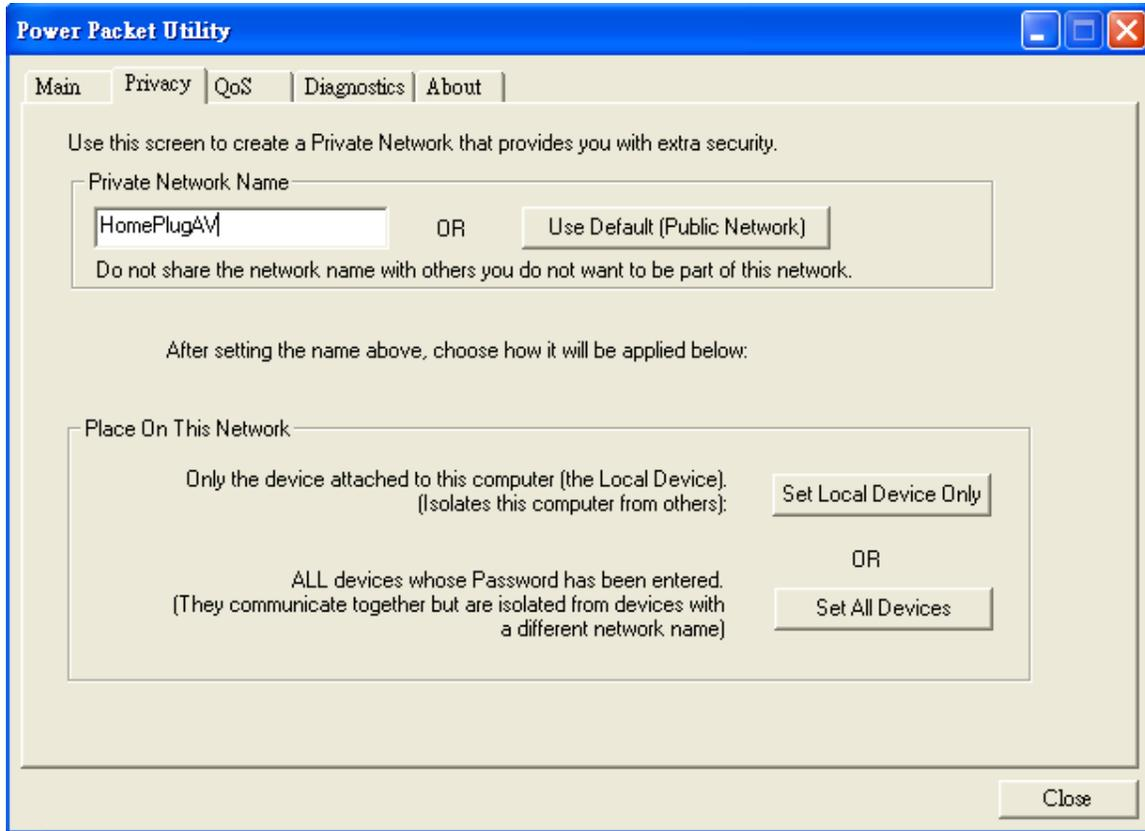 Power Packet Utility
Main Privacy QoS Diagnostics About
Use this screen to create a Private Network that provides you with extra security.
Private Network Name
HomePlugAV OR Use Default (Public Network)
Do not share the network name with others you do not want to be part of this network.
After setting the name above, choose how it will be applied below:
Place On This Network
Only the device attached to this computer (the Local Device).
(Isolates this computer from others):
Set Local Device Only
OR
ALL devices whose Password has been entered.
(They communicate together but are isolated from devices with
a different network name)
Set All Devices
Close